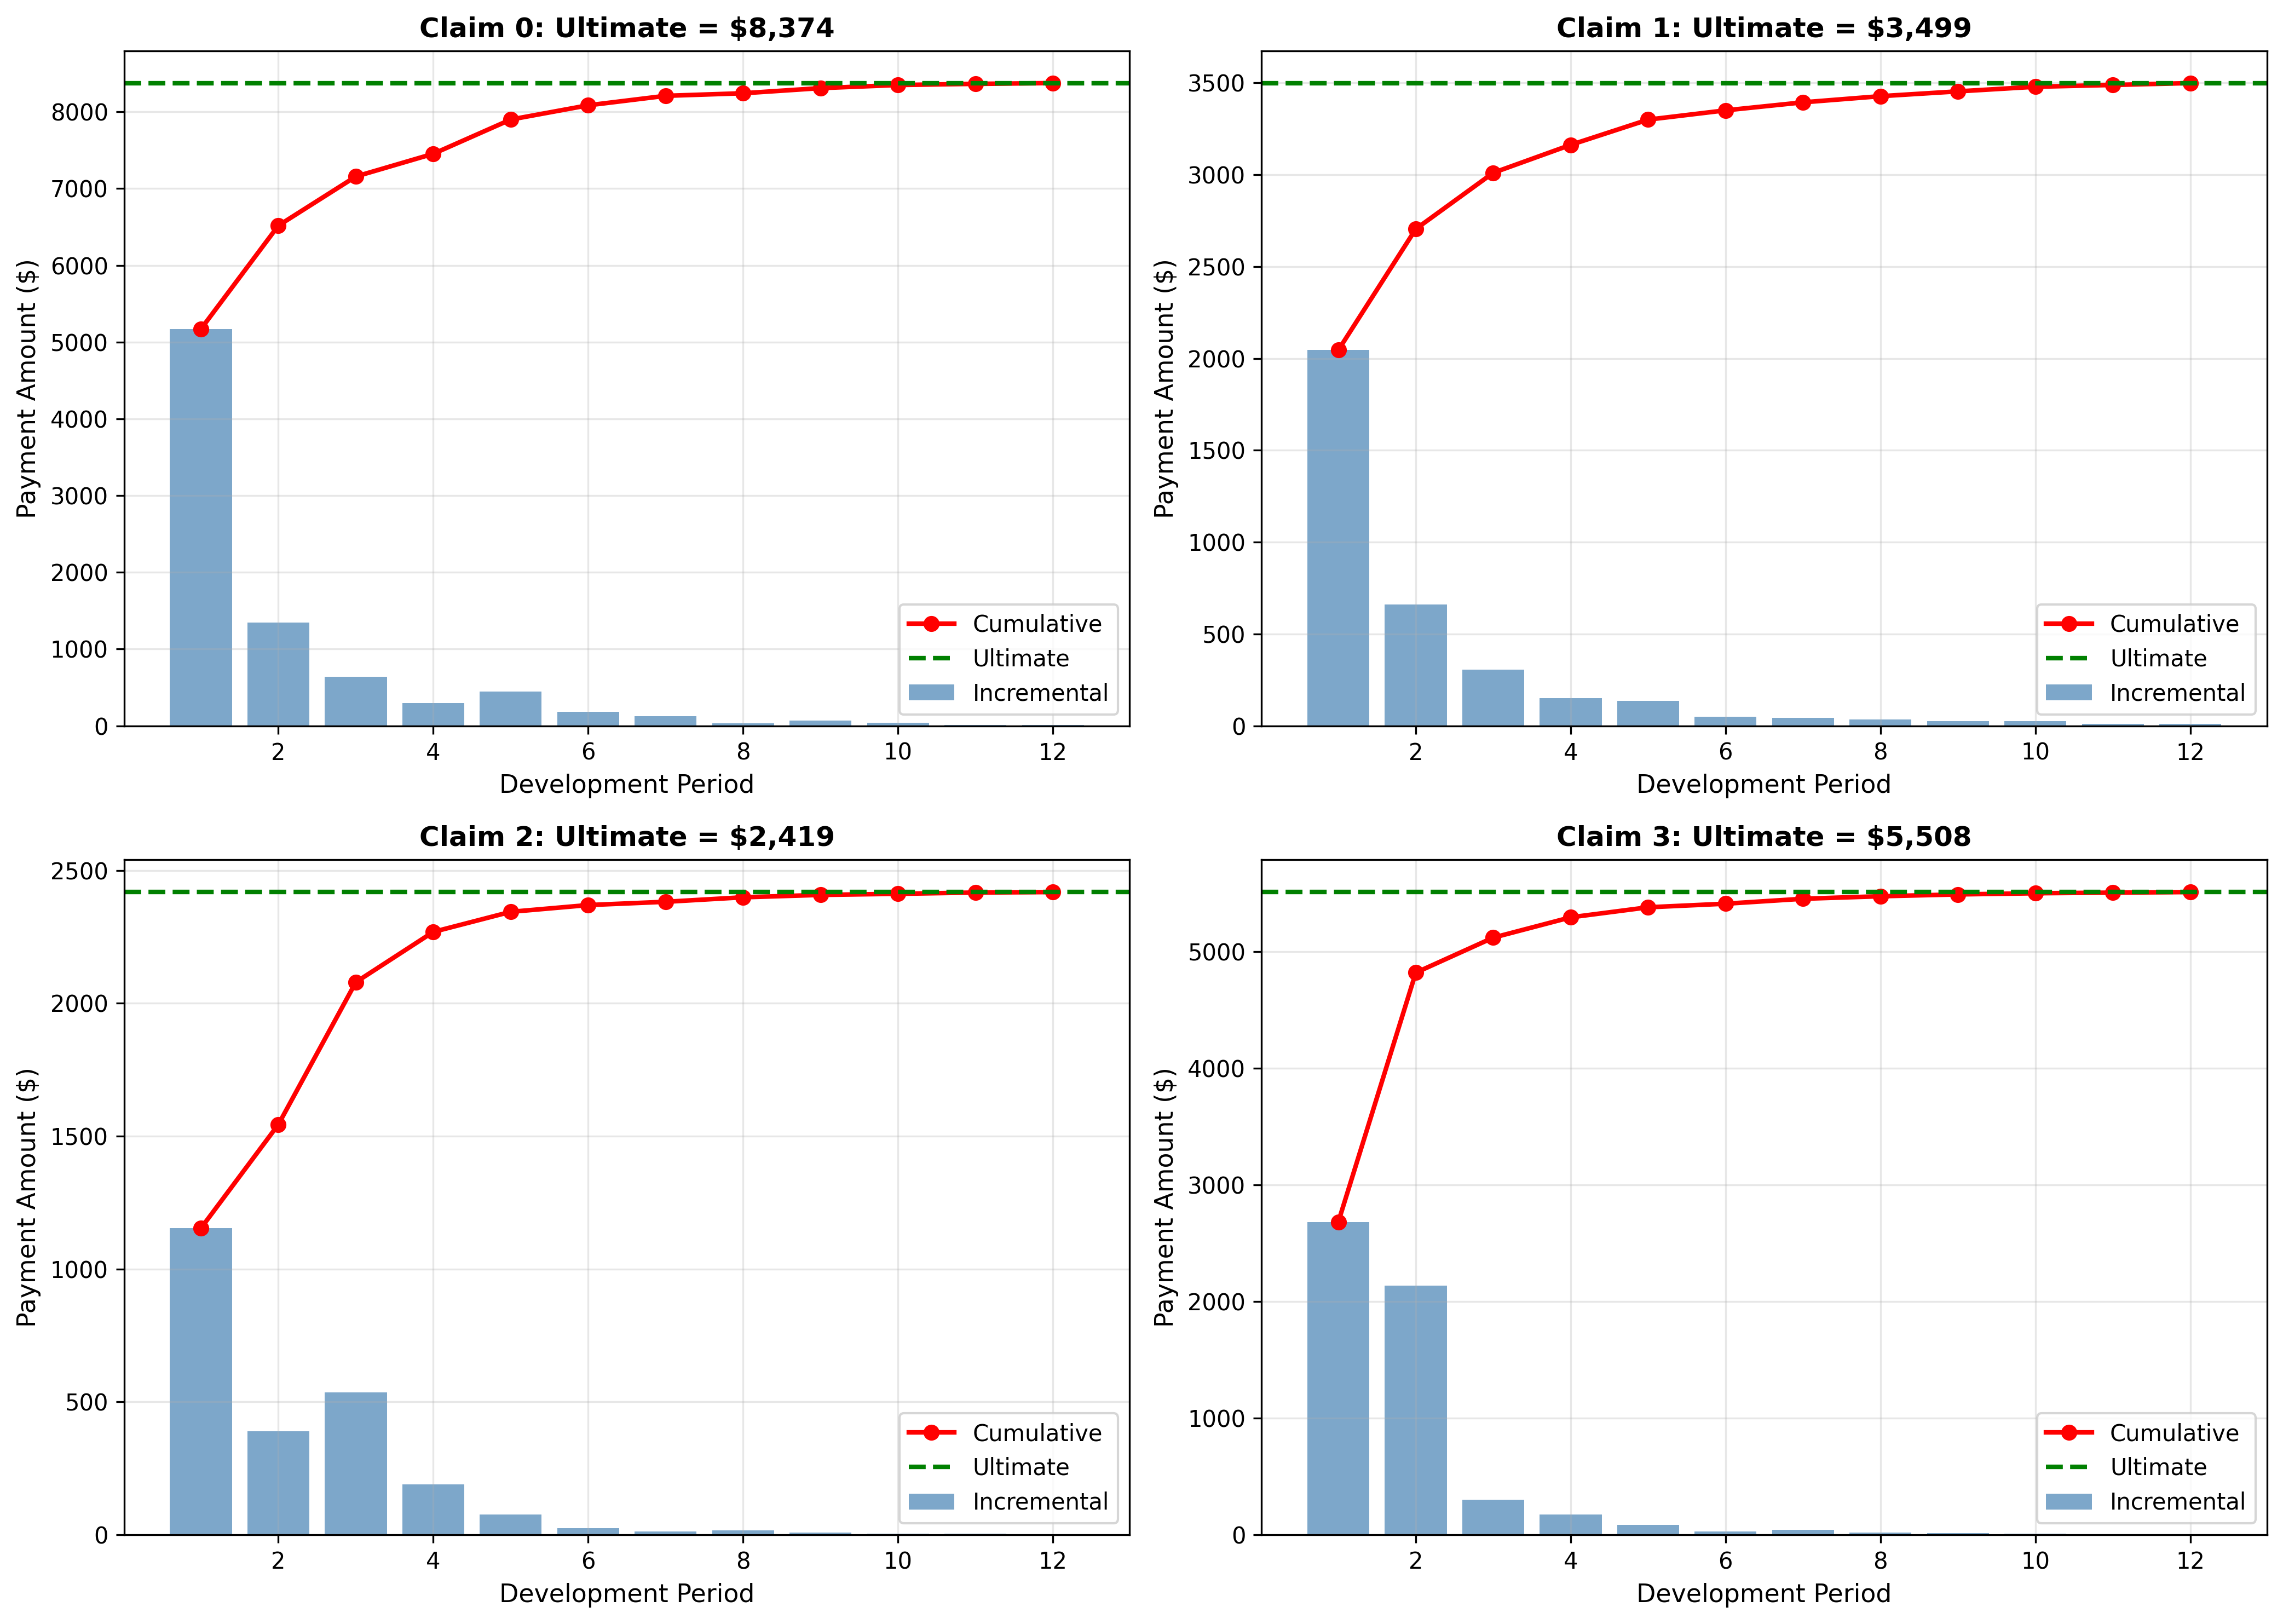 Claim 0: Ultimate = $8,374
Payment Amount ($)
8000
7000
6000
5000
4000
3000
2000
1000
0
2 4 6 8 10 12
Development Period
Cumulative
Ultimate
Incremental
Claim 1: Ultimate = $3,499
Payment Amount ($)
3500
3000
2500
2000
1500
1000
500
0
2 4 6 8 10 12
Development Period
Cumulative
Ultimate
Incremental
Claim 2: Ultimate = $2,419
Payment Amount ($)
2500
2000
1500
1000
500
0
2 4 6 8 10 12
Development Period
Cumulative
Ultimate
Incremental
Claim 3: Ultimate = $5,508
Payment Amount ($)
5000
4000
3000
2000
1000
0
2 4 6 8 10 12
Development Period
Cumulative
Ultimate
Incremental